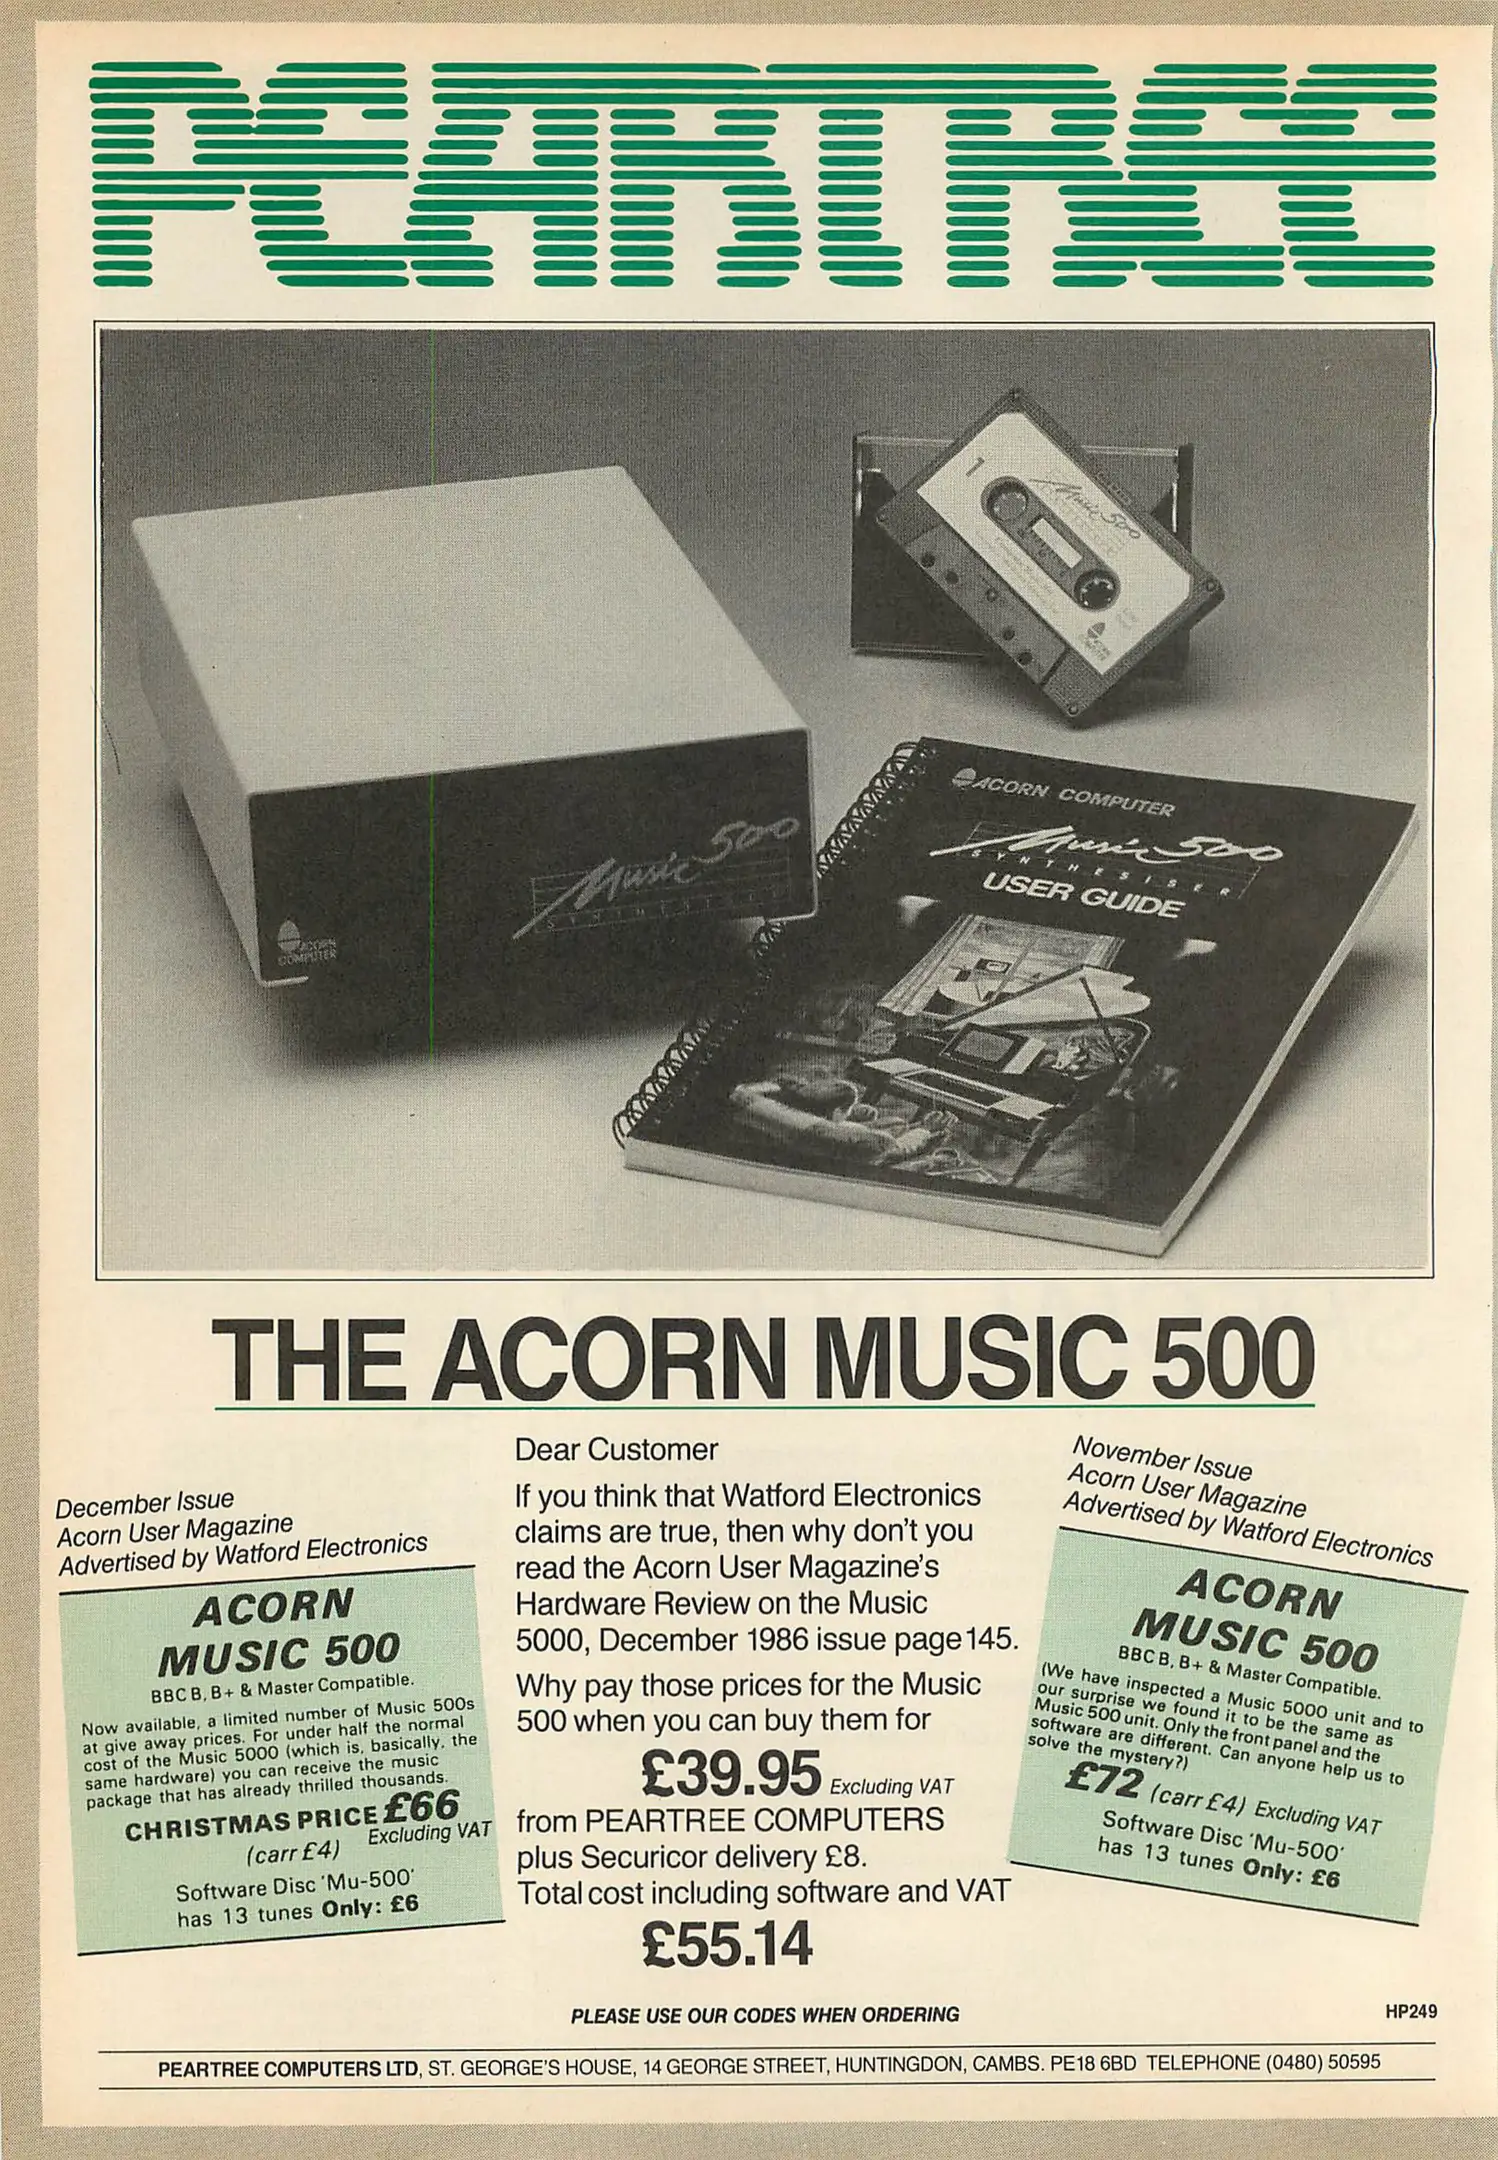 PEARTREE
1
Music 500
ACORN COMPUTER
Music 500
SYNTHESISER
USER GUIDE
Music 500
SYNTHESISER
ACORN
COMPUTER
THE ACORN MUSIC 500
December Issue
Acorn User Magazine
Advertised by Watford Electronics
ACORN
MUSIC 500
BBC B, B+ & Master Compatible.
Now available, a limited number of Music 500s
at give away prices. For under half the normal
cost of the Music 5000 (which is, basically, the
same hardware) you can receive the music
package that has already thrilled thousands.
CHRISTMAS PRICE £66
(carr £4) Excluding VAT
Software Disc 'Mu-500'
has 13 tunes Only: £6
Dear Customer
If you think that Watford Electronics
claims are true, then why don't you
read the Acorn User Magazine's
Hardware Review on the Music
5000, December 1986 issue page 145.
Why pay those prices for the Music
500 when you can buy them for
£39.95 Excluding VAT
from PEARTREE COMPUTERS
plus Securicor delivery £8.
Total cost including software and VAT
£55.14
November Issue
Acorn User Magazine
Advertised by Watford Electronics
ACORN
MUSIC 500
BBC B, B+ & Master Compatible.
(We have inspected a Music 5000 unit and to
our surprise we found it to be the same as
Music 500 unit. Only the front panel and the
software are different. Can anyone help us to
solve the mystery?)
£72 (carr £4) Excluding VAT
Software Disc 'Mu-500'
has 13 tunes Only: £6
PLEASE USE OUR CODES WHEN ORDERING
HP249
PEARTREE COMPUTERS LTD, ST. GEORGE'S HOUSE, 14 GEORGE STREET, HUNTINGDON, CAMBS. PE18 6BD TELEPHONE (0480) 50595